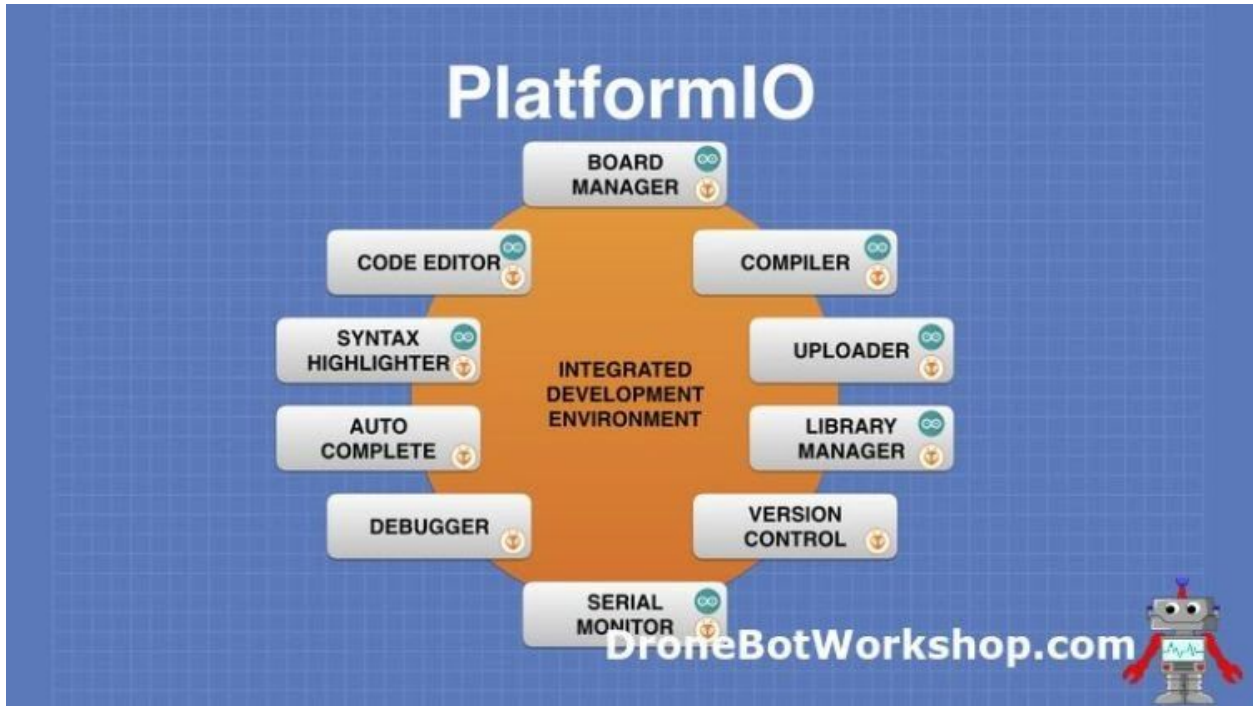 PlatformIO
BOARD
MANAGER
CODE EDITOR
COMPILER
SYNTAX
HIGHLIGHTER
UPLOADER
INTEGRATED
DEVELOPMENT
ENVIRONMENT
AUTO
COMPLETE
LIBRARY
MANAGER
DEBUGGER
VERSION
CONTROL
SERIAL
MONITOR
DroneBotWorkshop.com